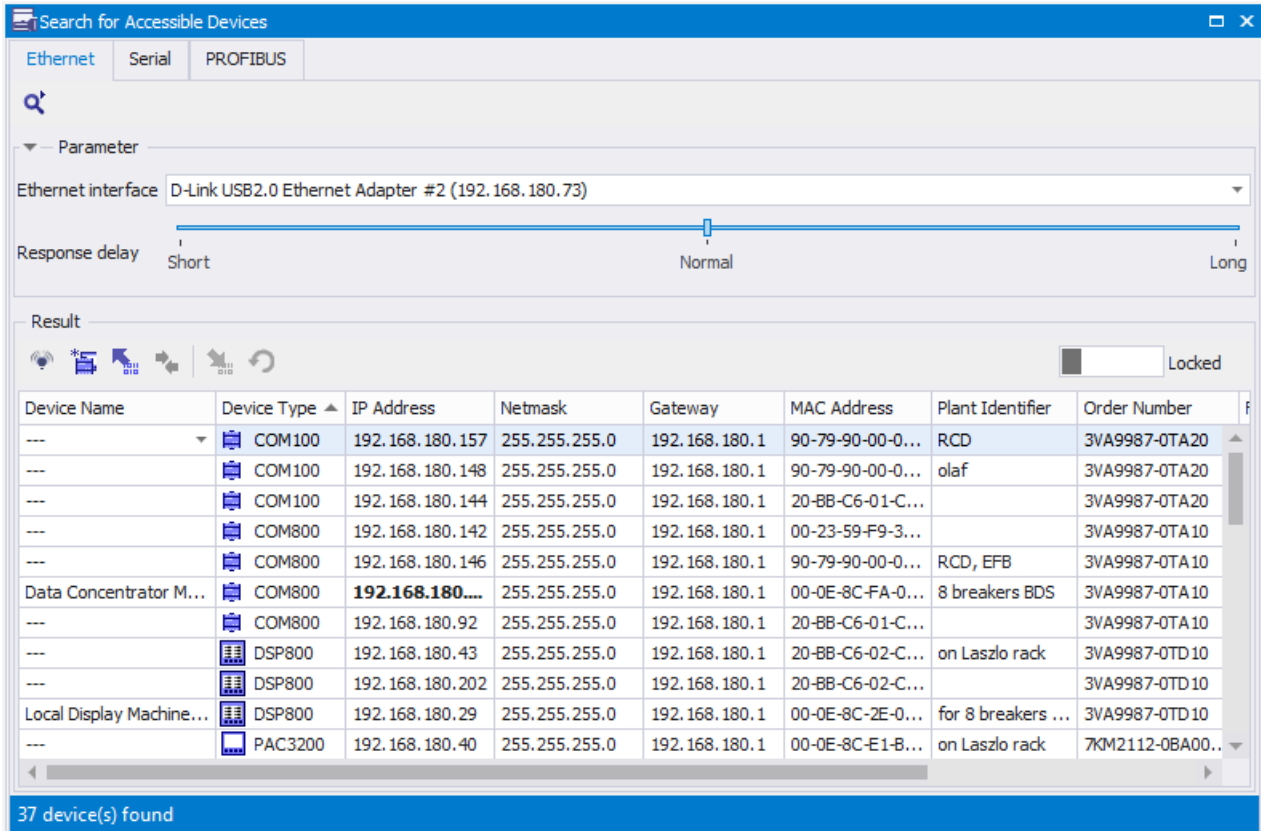 Search for Accessible Devices
Ethernet Serial PROFIBUS
Parameter
Ethernet interface D-Link USB2.0 Ethernet Adapter #2 (192.168.180.73)
Response delay Short Normal Long
Result
Locked
Device Name Device Type IP Address Netmask Gateway MAC Address Plant Identifier Order Number
--- COM100 192.168.180.157 255.255.255.0 192.168.180.1 90-79-90-00-0... RCD 3VA9987-0TA20
--- COM100 192.168.180.148 255.255.255.0 192.168.180.1 90-79-90-00-0... olaf 3VA9987-0TA20
--- COM100 192.168.180.144 255.255.255.0 192.168.180.1 20-BB-C6-01-C... 3VA9987-0TA20
--- COM800 192.168.180.142 255.255.255.0 192.168.180.1 00-23-59-F9-3... 3VA9987-0TA10
--- COM800 192.168.180.146 255.255.255.0 192.168.180.1 90-79-90-00-0... RCD, EFB 3VA9987-0TA10
Data Concentrator M... COM800 192.168.180.... 255.255.255.0 192.168.180.1 00-0E-8C-FA-0... 8 breakers BDS 3VA9987-0TA10
--- COM800 192.168.180.92 255.255.255.0 192.168.180.1 20-BB-C6-01-C... 3VA9987-0TA10
--- DSP800 192.168.180.43 255.255.255.0 192.168.180.1 20-BB-C6-02-C... on Laszlo rack 3VA9987-0TD10
--- DSP800 192.168.180.202 255.255.255.0 192.168.180.1 20-BB-C6-02-C... 3VA9987-0TD10
Local Display Machine... DSP800 192.168.180.29 255.255.255.0 192.168.180.1 00-0E-8C-2E-0... for 8 breakers ... 3VA9987-0TD10
--- PAC3200 192.168.180.40 255.255.255.0 192.168.180.1 00-0E-8C-E1-B... on Laszlo rack 7KM2112-0BA00..
37 device(s) found